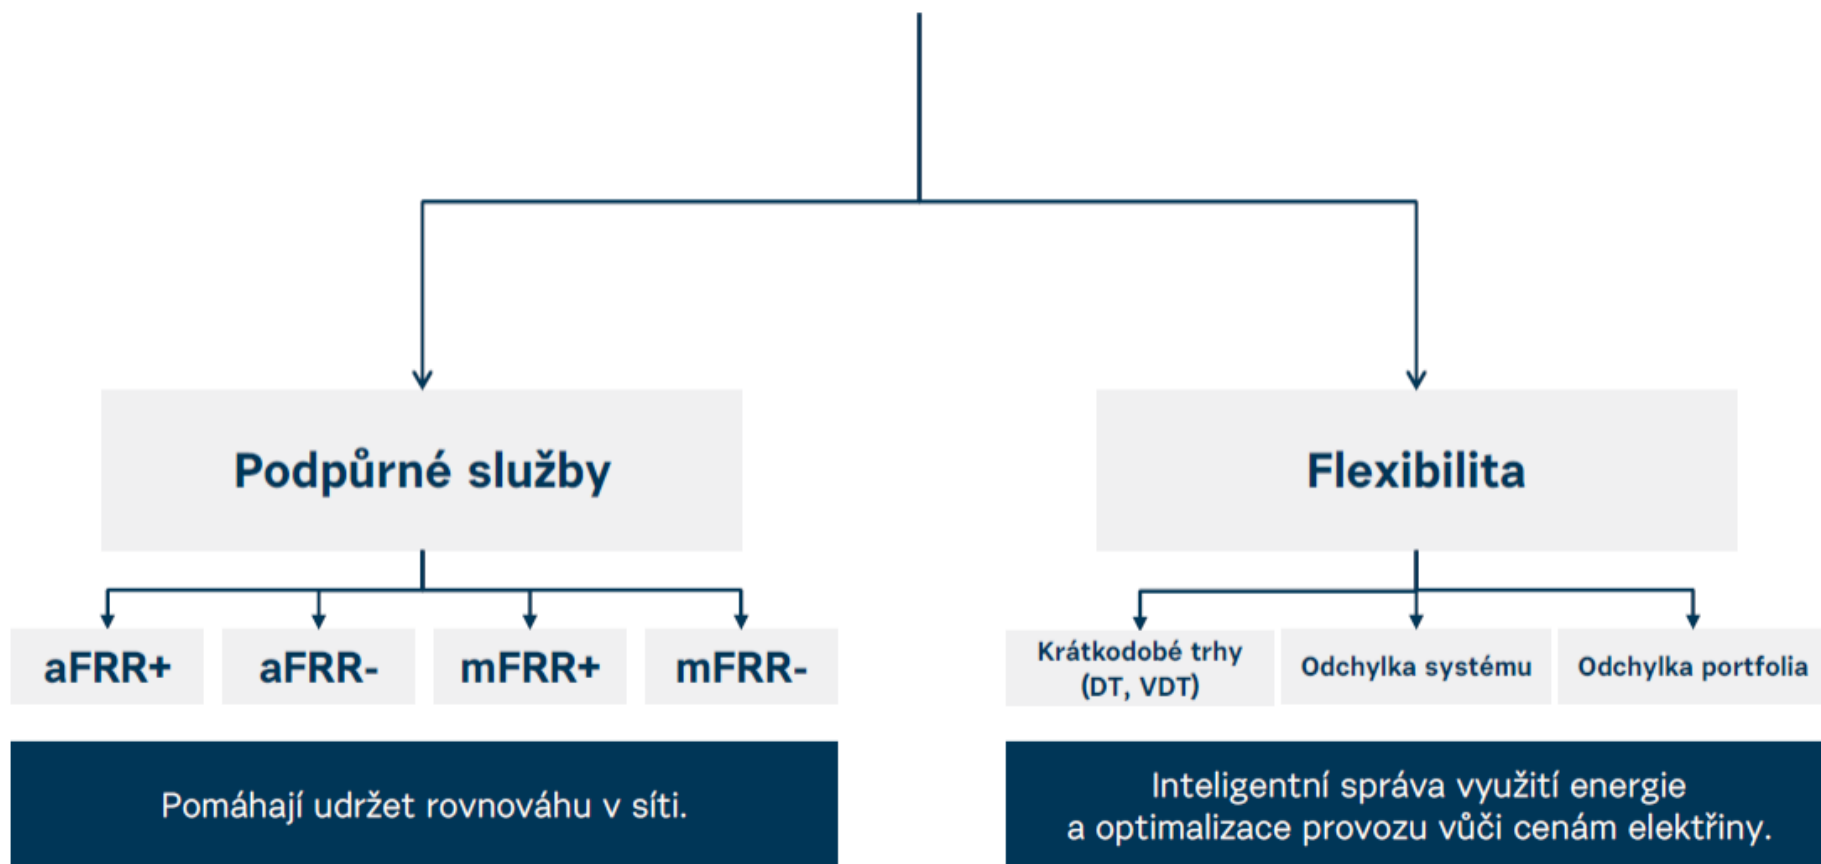 Podpůrné služby
Flexibilita
aFRR+
aFRR-
mFRR+
mFRR-
Krátkodobé trhy
(DT, VDT)
Odchylka systému
Odchylka portfolia
Pomáhají udržet rovnováhu v síti.
Inteligentní správa využití energie
a optimalizace provozu vůči cenám elektřiny.